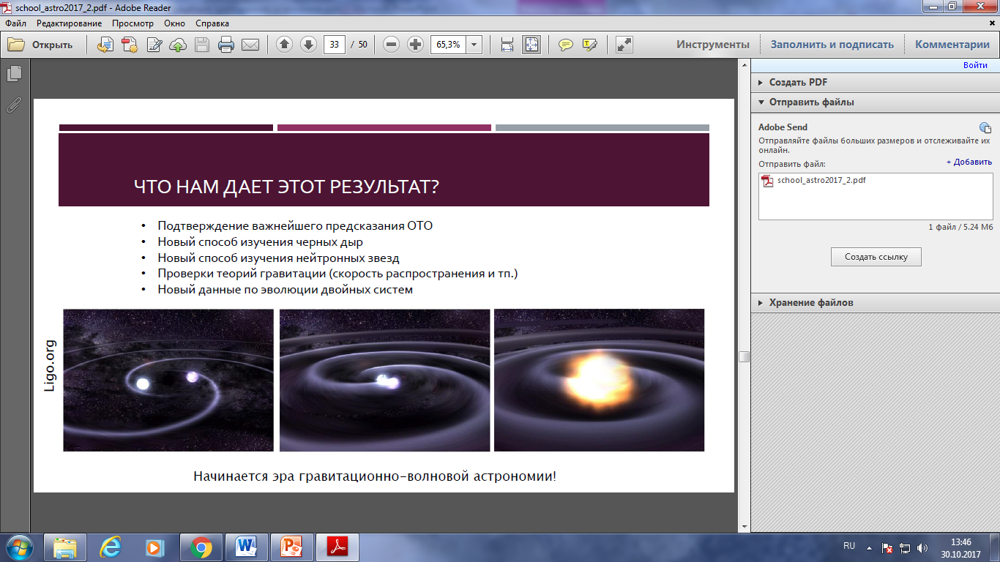 school_astro2017_2.pdf - Adobe Reader
Файл Редактирование Просмотр Окно Справка
Открыть 33 / 50 65,3% Инструменты Заполнить и подписать Комментарии
Войти
Создать PDF
Отправить файлы
Adobe Send
Отправляйте файлы больших размеров и отслеживайте их
онлайн.
Отправить файл: + Добавить
school_astro2017_2.pdf
1 файл / 5.24 Мб
Создать ссылку
Хранение файлов
ЧТО НАМ ДАЕТ ЭТОТ РЕЗУЛЬТАТ?
• Подтверждение важнейшего предсказания ОТО
• Новый способ изучения черных дыр
• Новый способ изучения нейтронных звезд
• Проверки теорий гравитации (скорость распространения и тп.)
• Новый данные по эволюции двойных систем
Ligo.org
Начинается эра гравитационно-волновой астрономии!
RU 13:46
30.10.2017